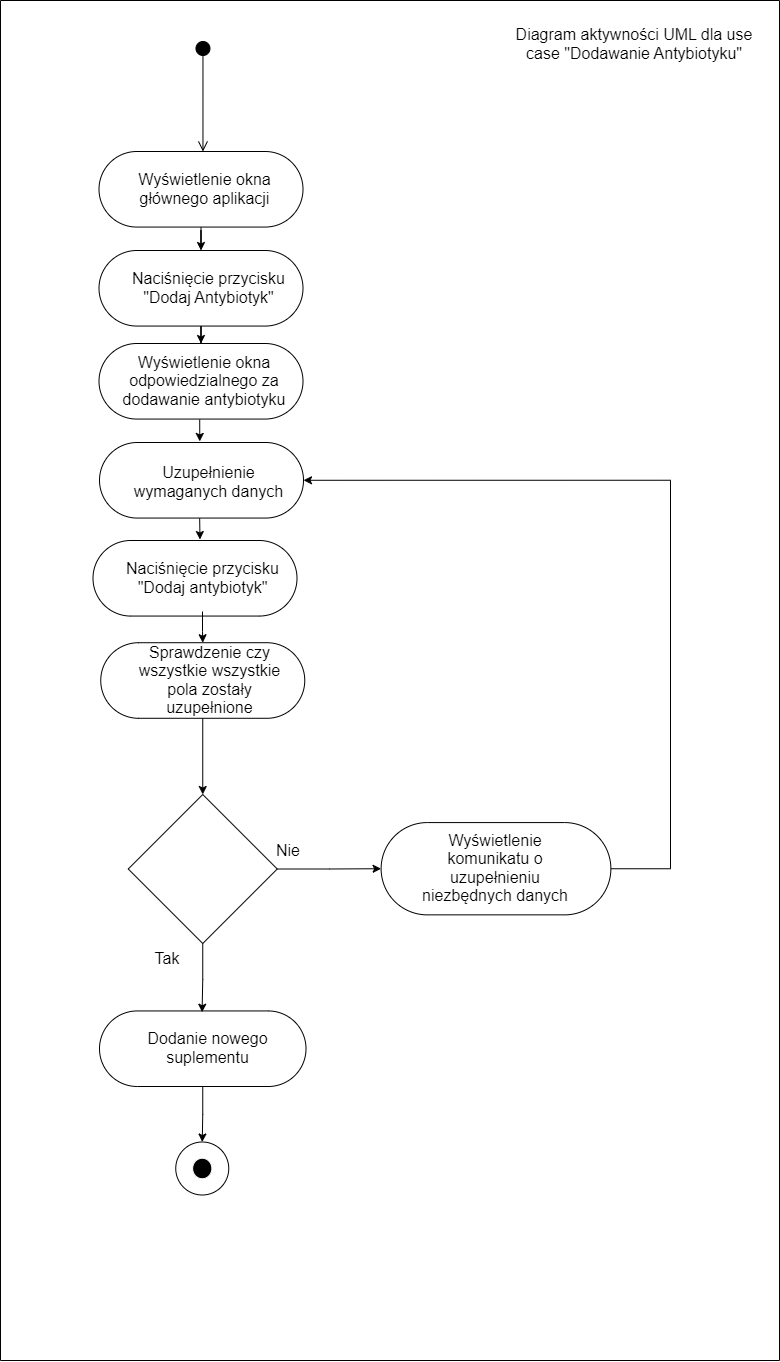 Diagram aktywności UML dla use
case "Dodawanie Antybiotyku"
Wyświetlenie okna
głównego aplikacji
Naciśnięcie przycisku
"Dodaj Antybiotyk"
Wyświetlenie okna
odpowiedzialnego za
dodawanie antybiotyku
Uzupełnienie
wymaganych danych
Naciśnięcie przycisku
"Dodaj antybiotyk"
Sprawdzenie czy
wszystkie wszystkie
pola zostały
uzupełnione
Nie
Wyświetlenie
komunikatu o
uzupełnieniu
niezbędnych danych
Tak
Dodanie nowego
suplementu